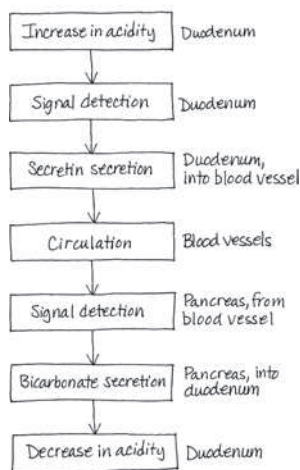 Increase in acidity
Duodenum
Signal detection
Duodenum
Secretin secretion
Duodenum,
into blood vessel
Circulation
Blood vessels
Signal detection
Pancreas, from
blood vessel
Bicarbonate secretion
Pancreas, into
duodenum
Decrease in acidity
Duodenum